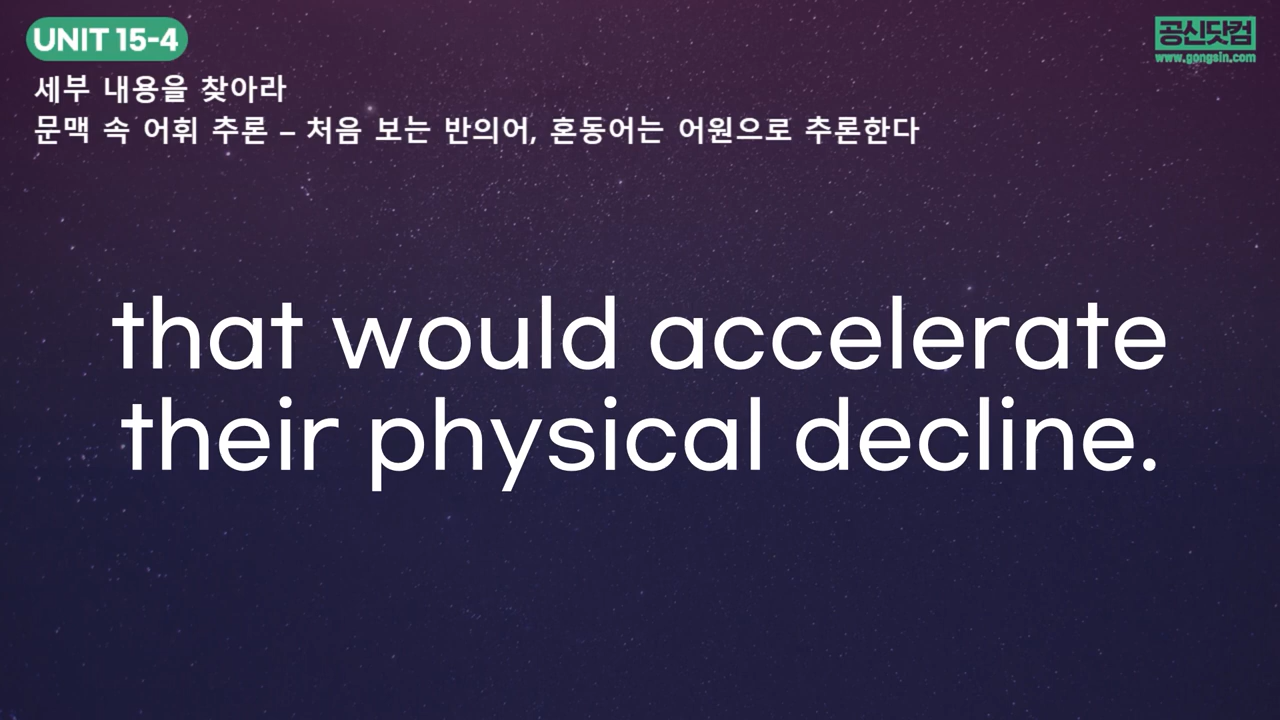 UNIT 15-4
공신닷컴
www.gongsin.com
세부 내용을 찾아라
문맥 속 어휘 추론 – 처음 보는 반의어, 혼동어는 어원으로 추론한다
that would accelerate
their physical decline.